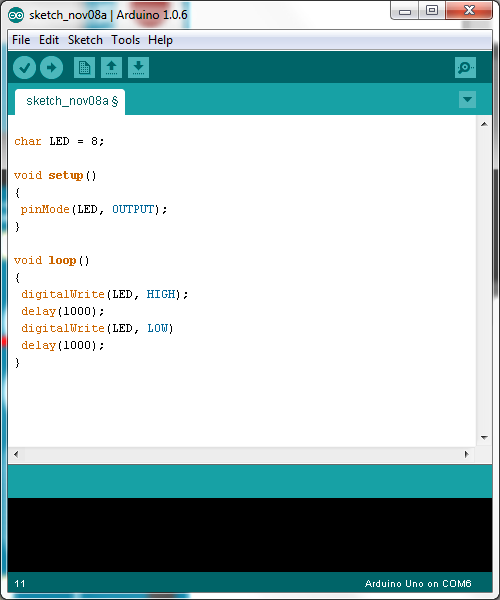 sketch_nov08a | Arduino 1.0.6
File Edit Sketch Tools Help
sketch_nov08a §
char LED = 8;
void setup()
{
pinMode(LED, OUTPUT);
}
void loop()
{
digitalWrite(LED, HIGH);
delay(1000);
digitalWrite(LED, LOW)
delay(1000);
}
11 Arduino Uno on COM6